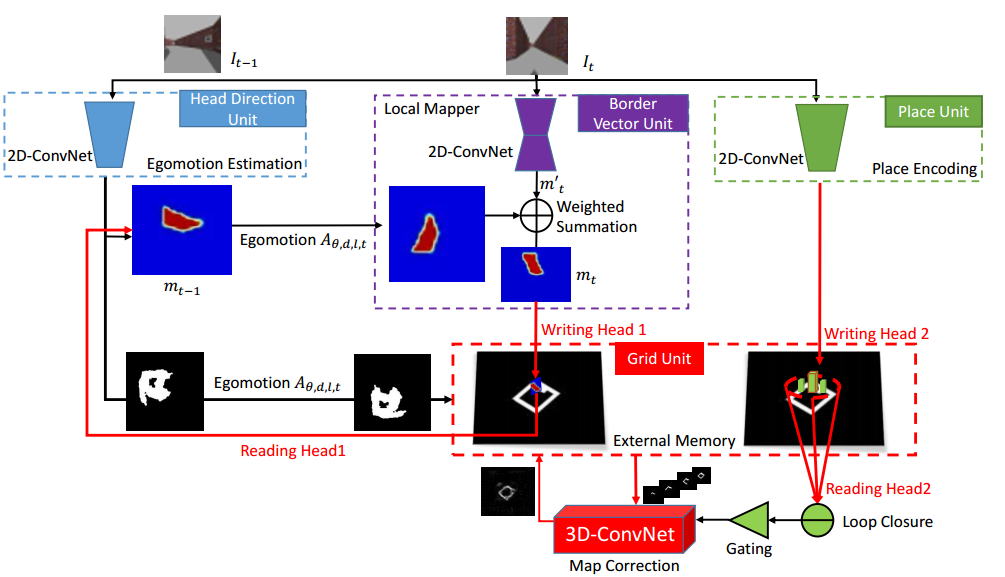 I_{t-1}
I_t
Head Direction
Unit
Local Mapper
Border
Vector Unit
Place Unit
2D-ConvNet
Egomotion Estimation
2D-ConvNet
2D-ConvNet
Place Encoding
m'_t
Weighted
Summation
Egomotion A_{θ,d,l,t}
m_{t-1}
m_t
Writing Head 1
Writing Head 2
Grid Unit
Egomotion A_{θ,d,l,t}
Reading Head1
External Memory
Reading Head2
3D-ConvNet
Loop Closure
Gating
Map Correction